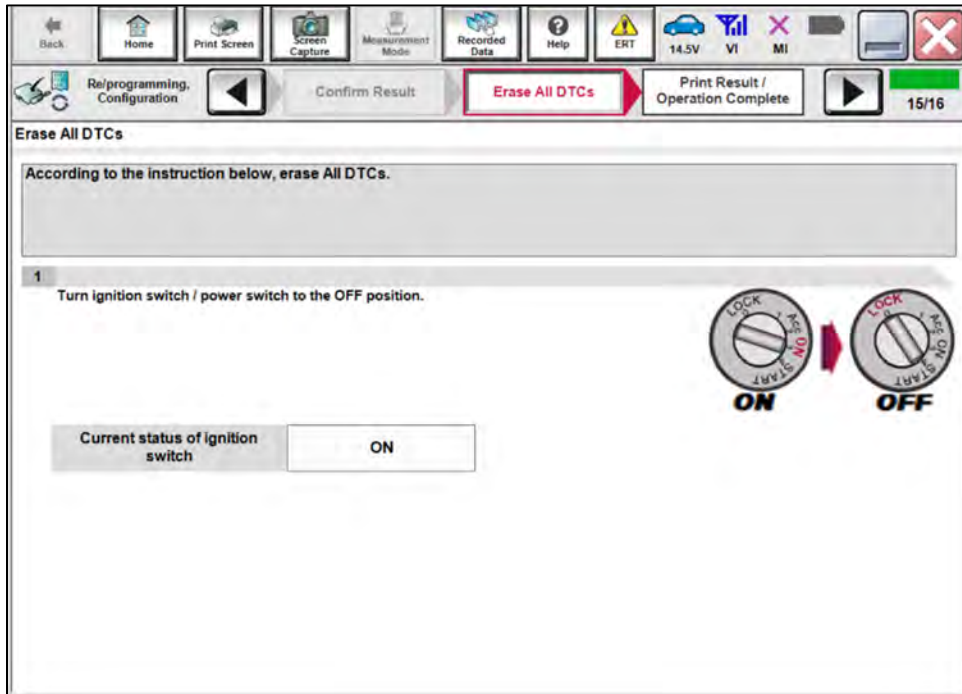 Back
Home
Print Screen
Screen
Capture
Measurement
Mode
Recorded
Data
Help
ERT
14.5V
VI
MI
Re/programming,
Configuration
Confirm Result
Erase All DTCs
Print Result /
Operation Complete
15/16
Erase All DTCs
According to the instruction below, erase All DTCs.
1
Turn ignition switch / power switch to the OFF position.
LOCK
Acc
ON
START
LOCK
Acc
ON
START
ON
OFF
Current status of ignition
switch
ON